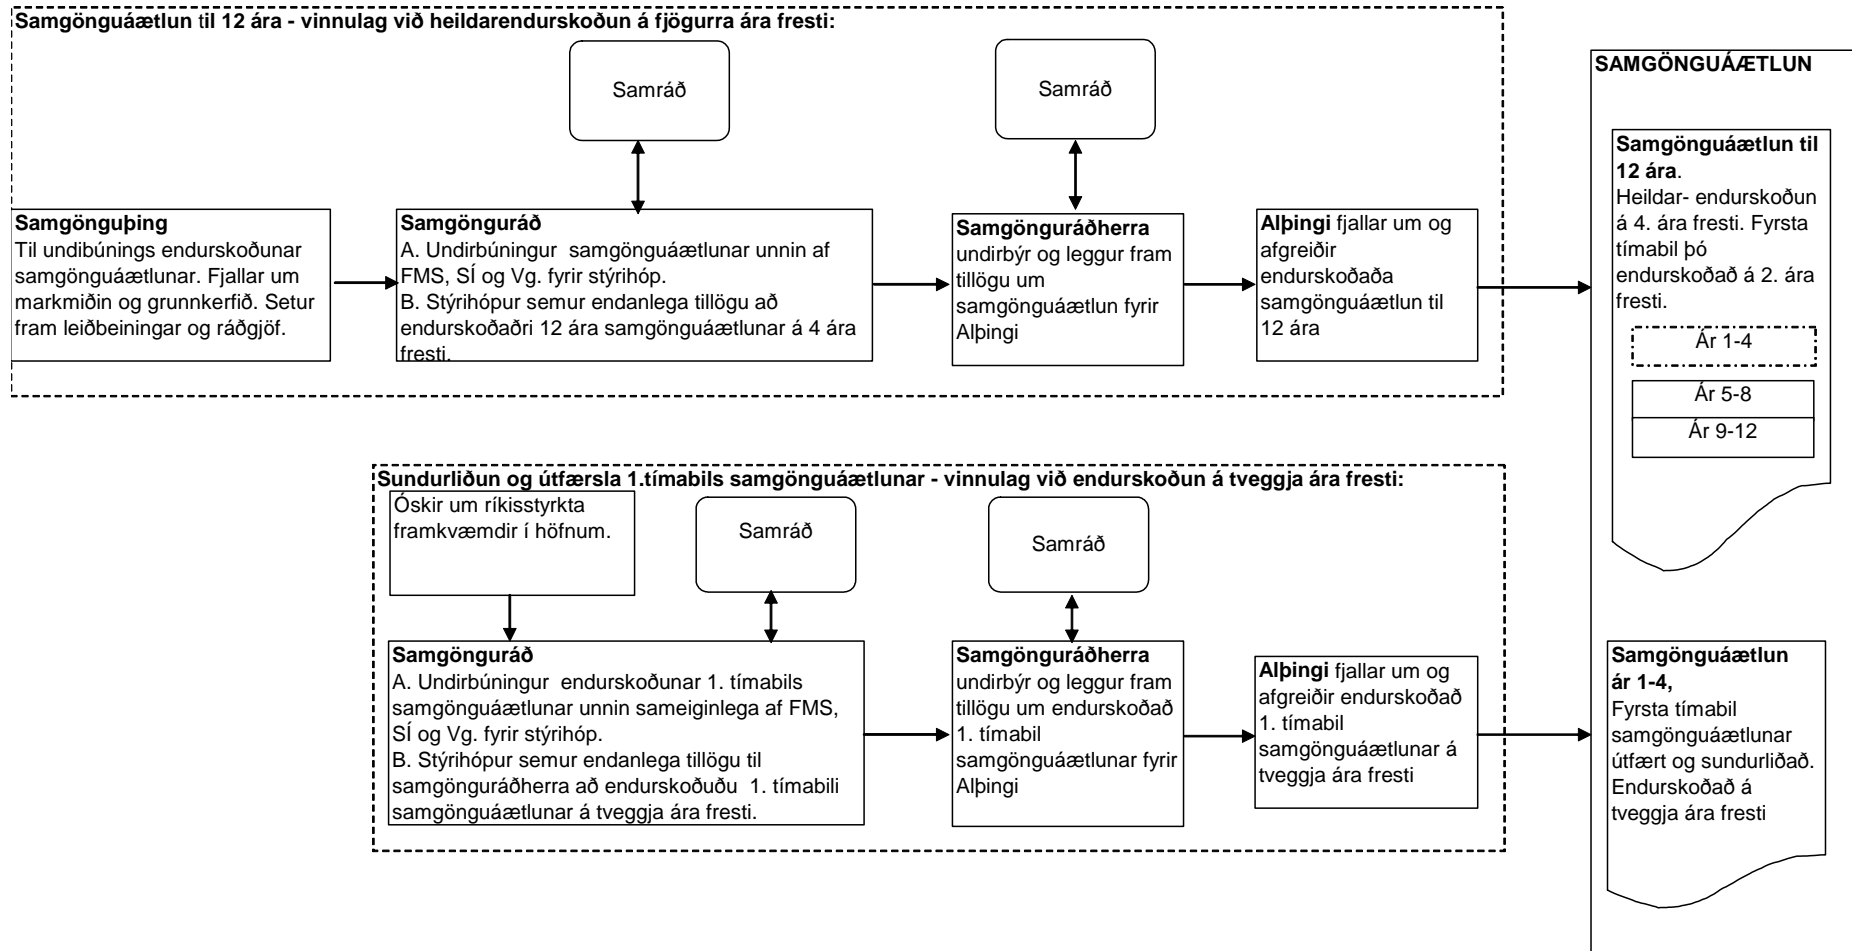 Samgönguáætlun til 12 ára - vinnulag við heildarendurskoðun á fjögurra ára fresti:
Samráð
Samráð
Samgönguþing
Til undibúnings endurskoðunar
samgönguáætlunar. Fjallar um
markmiðin og grunnkerfið. Setur
fram leiðbeiningar og ráðgjöf.
Samgönguráð
A. Undirbúningur samgönguáætlunar unnin af
FMS, SÍ og Vg. fyrir stýrihóp.
B. Stýrihópur semur endanlega tillögu að
endurskoðaðri 12 ára samgönguáætlunar á 4 ára
fresti.
Samgönguráðherra
undirbýr og leggur fram
tillögu um
samgönguáætlun fyrir
Alþingi
Alþingi fjallar um og
afgreiðir
endurskoðaða
samgönguáætlun til
12 ára
SAMGÖNGUÁÆTLUN
Samgönguáætlun til
12 ára.
Heildar- endurskoðun
á 4. ára fresti. Fyrsta
tímabil þó
endurskoðað á 2. ára
fresti.
Ár 1-4
Ár 5-8
Ár 9-12
Sundurliðun og útfærsla 1.tímabils samgönguáætlunar - vinnulag við endurskoðun á tveggja ára fresti:
Óskir um ríkisstyrkta
framkvæmdir í höfnum.
Samráð
Samráð
Samgönguráð
A. Undirbúningur endurskoðunar 1. tímabils
samgönguáætlunar unnin sameiginlega af FMS,
SÍ og Vg. fyrir stýrihóp.
B. Stýrihópur semur endanlega tillögu til
samgönguráðherra að endurskoðuðu 1. tímabili
samgönguáætlunar á tveggja ára fresti.
Samgönguráðherra
undirbýr og leggur fram
tillögu um endurskoðað
1. tímabil
samgönguáætlunar fyrir
Alþingi
Alþingi fjallar um og
afgreiðir endurskoðað
1. tímabil
samgönguáætlunar á
tveggja ára fresti
Samgönguáætlun
ár 1-4,
Fyrsta tímabil
samgönguáætlunar
útfært og sundurliðað.
Endurskoðað á
tveggja ára fresti